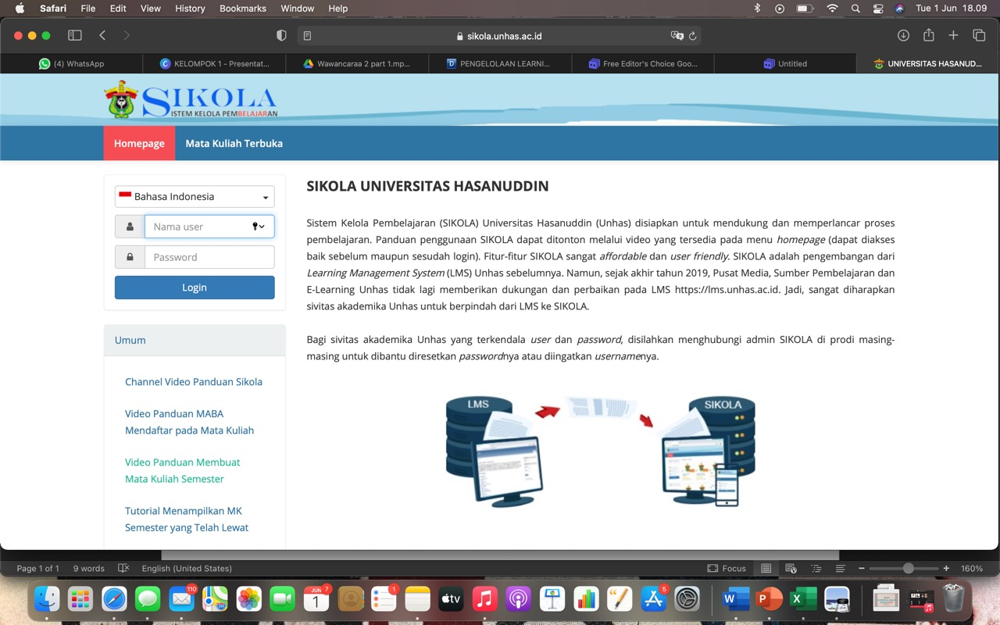 Safari File Edit View History Bookmarks Window Help Tue 1 Jun 18.09
sikola.unhas.ac.id
(4) WhatsApp
KELOMPOK 1 - Presentat...
Wawancaraa 2 part 1.mp...
PENGELOLAAN LEARNI...
Free Editor's Choice Goo...
Untitled
UNIVERSITAS HASANUD...
SIKOLA
ISTEM KELOLA PEMBELAJARAN
Homepage Mata Kuliah Terbuka
Bahasa Indonesia
Nama user
Password
Login
Umum
Channel Video Panduan Sikola
Video Panduan MABA
Mendaftar pada Mata Kuliah
Video Panduan Membuat
Mata Kuliah Semester
Tutorial Menampilkan MK
Semester yang Telah Lewat
SIKOLA UNIVERSITAS HASANUDDIN
Sistem Kelola Pembelajaran (SIKOLA) Universitas Hasanuddin (Unhas) disiapkan untuk mendukung dan memperlancar proses
pembelajaran. Panduan penggunaan SIKOLA dapat ditonton melalui video yang tersedia pada menu homepage (dapat diakses
baik sebelum maupun sesudah login). Fitur-fitur SIKOLA sangat affordable dan user friendly. SIKOLA adalah pengembangan dari
Learning Management System (LMS) Unhas sebelumnya. Namun, sejak akhir tahun 2019, Pusat Media, Sumber Pembelajaran dan
E-Learning Unhas tidak lagi memberikan dukungan dan perbaikan pada LMS https://lms.unhas.ac.id. Jadi, sangat diharapkan
sivitas akademika Unhas untuk berpindah dari LMS ke SIKOLA.
Bagi sivitas akademika Unhas yang terkendala user dan password, disilahkan menghubungi admin SIKOLA di prodi masing-
masing untuk dibantu diresetkan passwordnya atau diingatkan usernamenya.
LMS
SIKOLA
Page 1 of 1 9 words English (United States) Focus 160%
110
JUN 7
1
1
tv
5
W
P
X